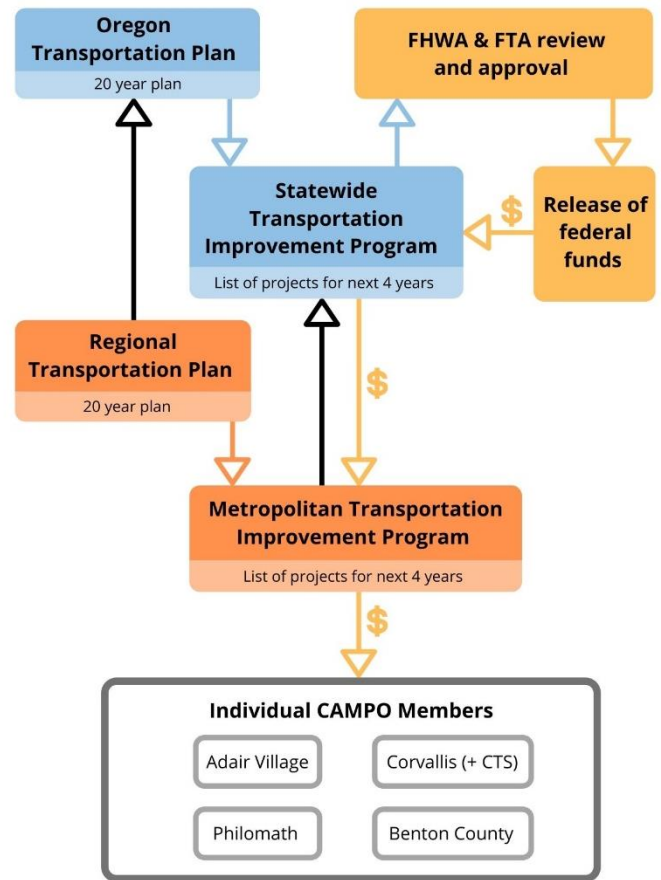 Oregon
Transportation Plan
20 year plan
FHWA & FTA review
and approval
Statewide
Transportation
Improvement Program
List of projects for next 4 years
$
Release of
federal
funds
Regional
Transportation Plan
20 year plan
$
Metropolitan Transportation
Improvement Program
List of projects for next 4 years
$
Individual CAMPO Members
Adair Village
Corvallis (+ CTS)
Philomath
Benton County